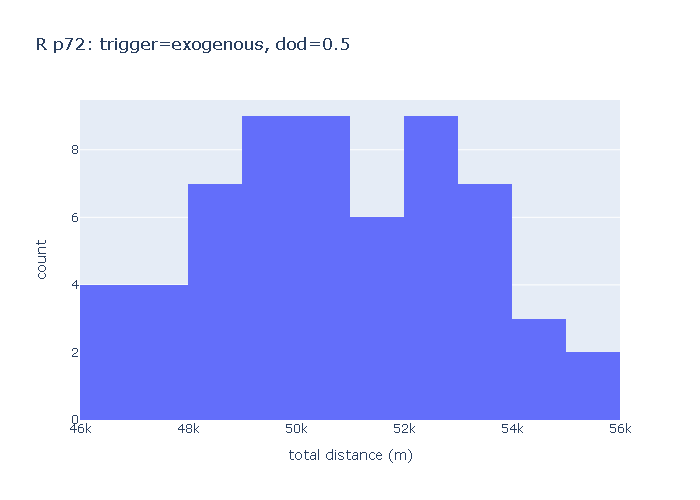 R p72: trigger=exogenous, dod=0.5
8
6
4
2
0
count
46k 48k 50k 52k 54k 56k
total distance (m)